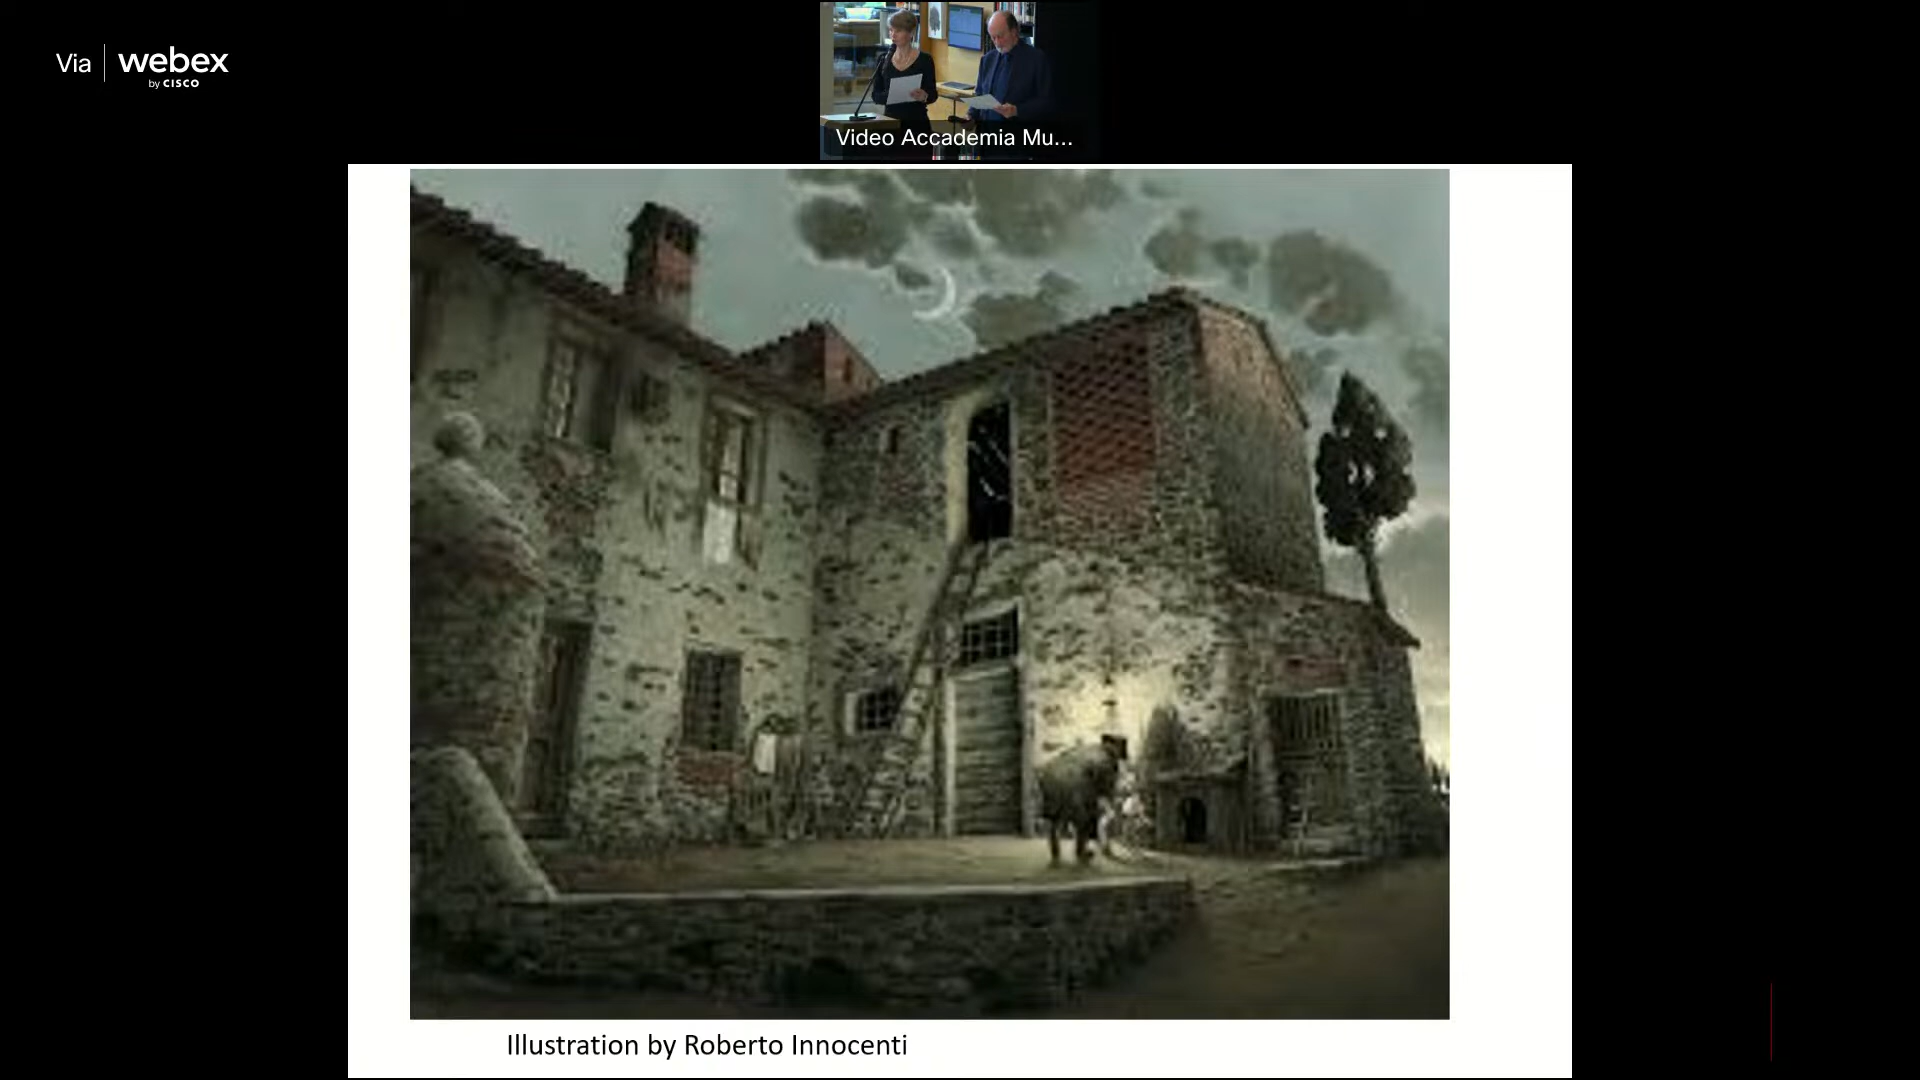 Via webex
by CISCO
Video Accademia Mu...
Illustration by Roberto Innocenti